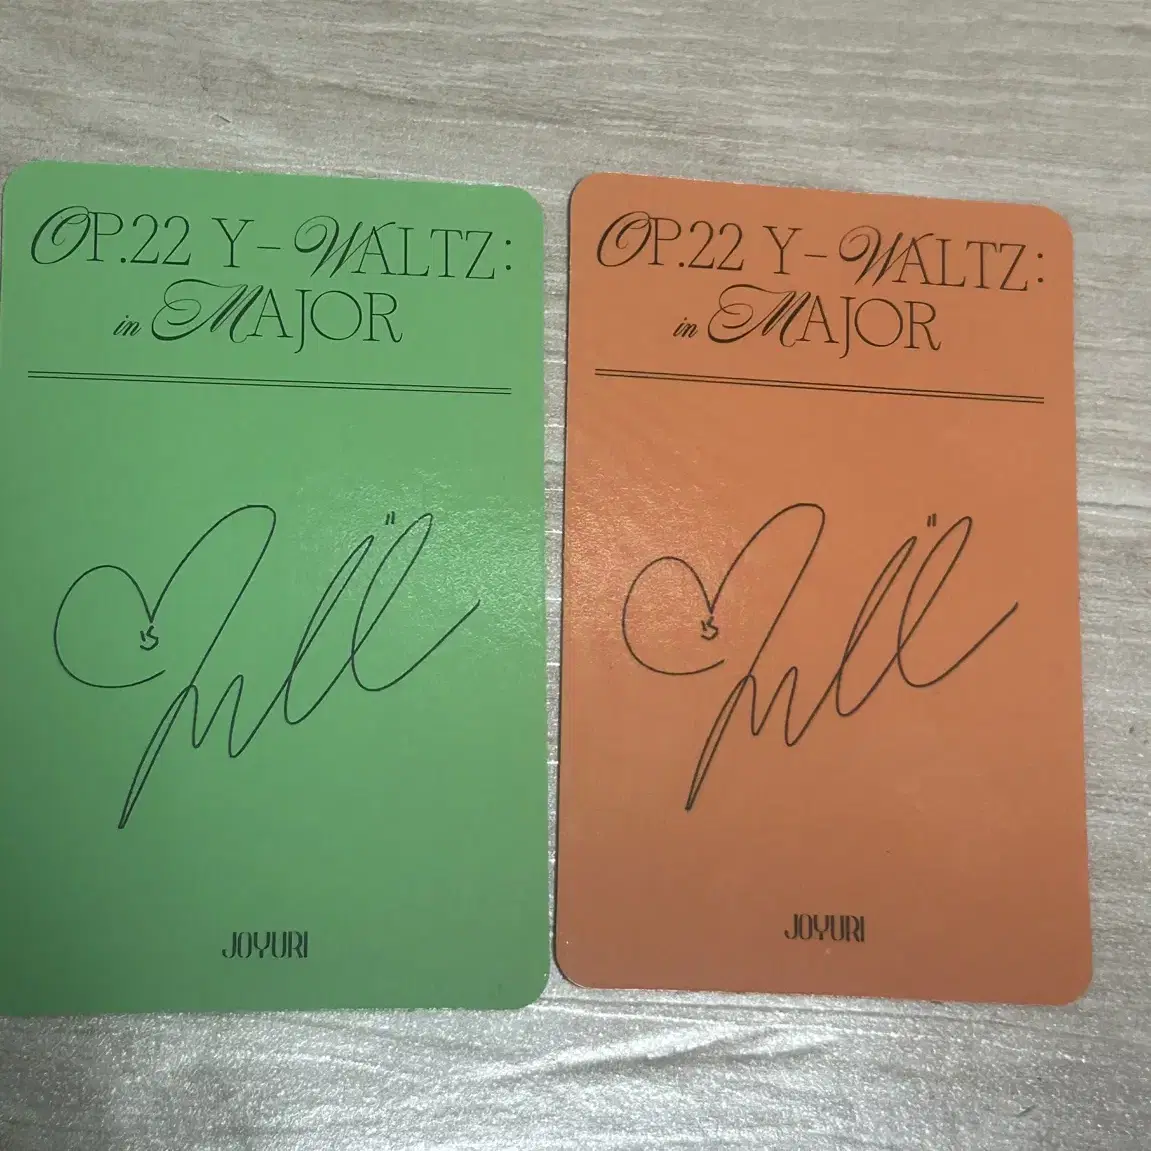 OP.22 Y-WALTZ:
in MAJOR
JOYURI
OP.22 Y-WALTZ:
in MAJOR
JOYURI